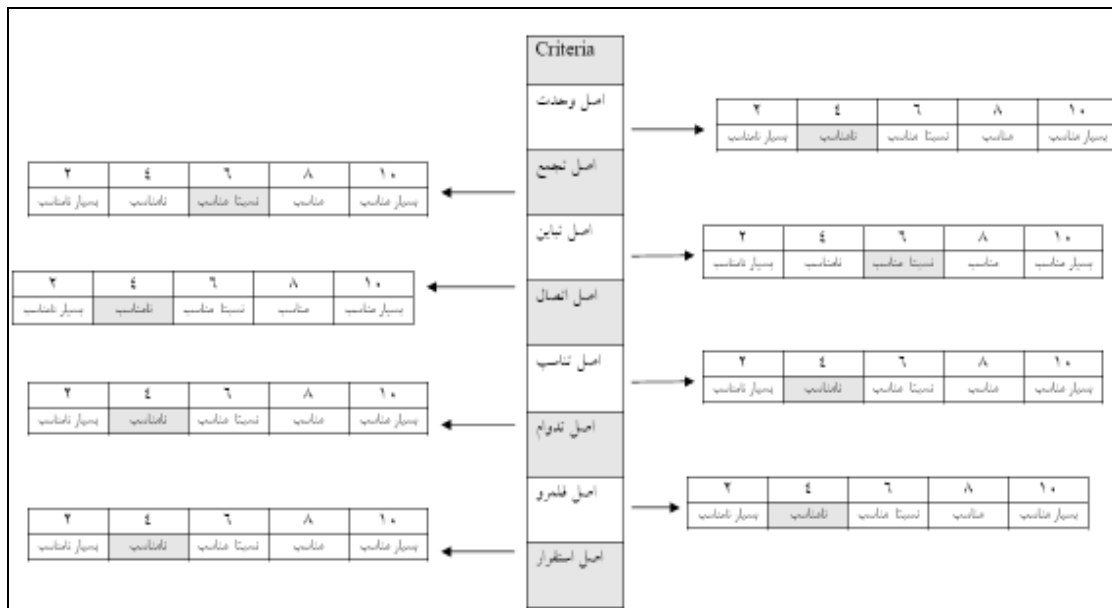 Criteria
اصل وحدت
۲ ٤ ٦ ۸ ۱۰
بسیار نامناسب نامناسب نسبتا مناسب مناسب بسیار مناسب
اصل تجمع
۲ ٤ ٦ ۸ ۱۰
بسیار نامناسب نامناسب نسبتا مناسب مناسب بسیار مناسب
اصل تباین
۲ ٤ ٦ ۸ ۱۰
بسیار نامناسب نامناسب نسبتا مناسب مناسب بسیار مناسب
اصل اتصال
۲ ٤ ٦ ۸ ۱۰
بسیار نامناسب نامناسب نسبتا مناسب مناسب بسیار مناسب
اصل تناسب
۲ ٤ ٦ ۸ ۱۰
بسیار نامناسب نامناسب نسبتا مناسب مناسب بسیار مناسب
اصل تدوام
۲ ٤ ٦ ۸ ۱۰
بسیار نامناسب نامناسب نسبتا مناسب مناسب بسیار مناسب
اصل قلمرو
۲ ٤ ٦ ۸ ۱۰
بسیار نامناسب نامناسب نسبتا مناسب مناسب بسیار مناسب
اصل استقرار
۲ ٤ ٦ ۸ ۱۰
بسیار نامناسب نامناسب نسبتا مناسب مناسب بسیار مناسب